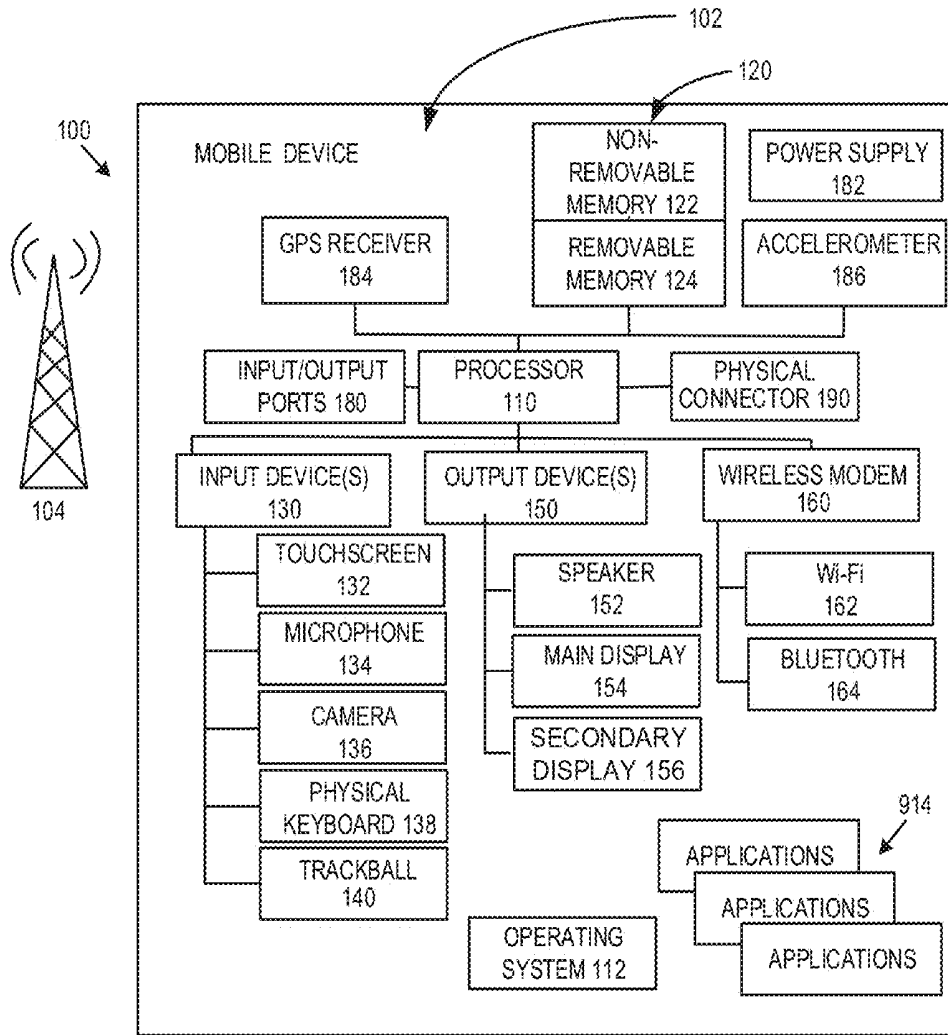 102
120
100
MOBILE DEVICE
NON-
REMOVABLE
MEMORY 122
POWER SUPPLY
182
GPS RECEIVER
184
REMOVABLE
MEMORY 124
ACCELEROMETER
186
INPUT/OUTPUT
PORTS 180
PROCESSOR
110
PHYSICAL
CONNECTOR 190
104
INPUT DEVICE(S)
130
OUTPUT DEVICE(S)
150
WIRELESS MODEM
160
TOUCHSCREEN
132
MICROPHONE
134
CAMERA
136
PHYSICAL
KEYBOARD 138
TRACKBALL
140
SPEAKER
152
MAIN DISPLAY
154
SECONDARY
DISPLAY 156
Wi-Fi
162
BLUETOOTH
164
914
APPLICATIONS
APPLICATIONS
APPLICATIONS
OPERATING
SYSTEM 112